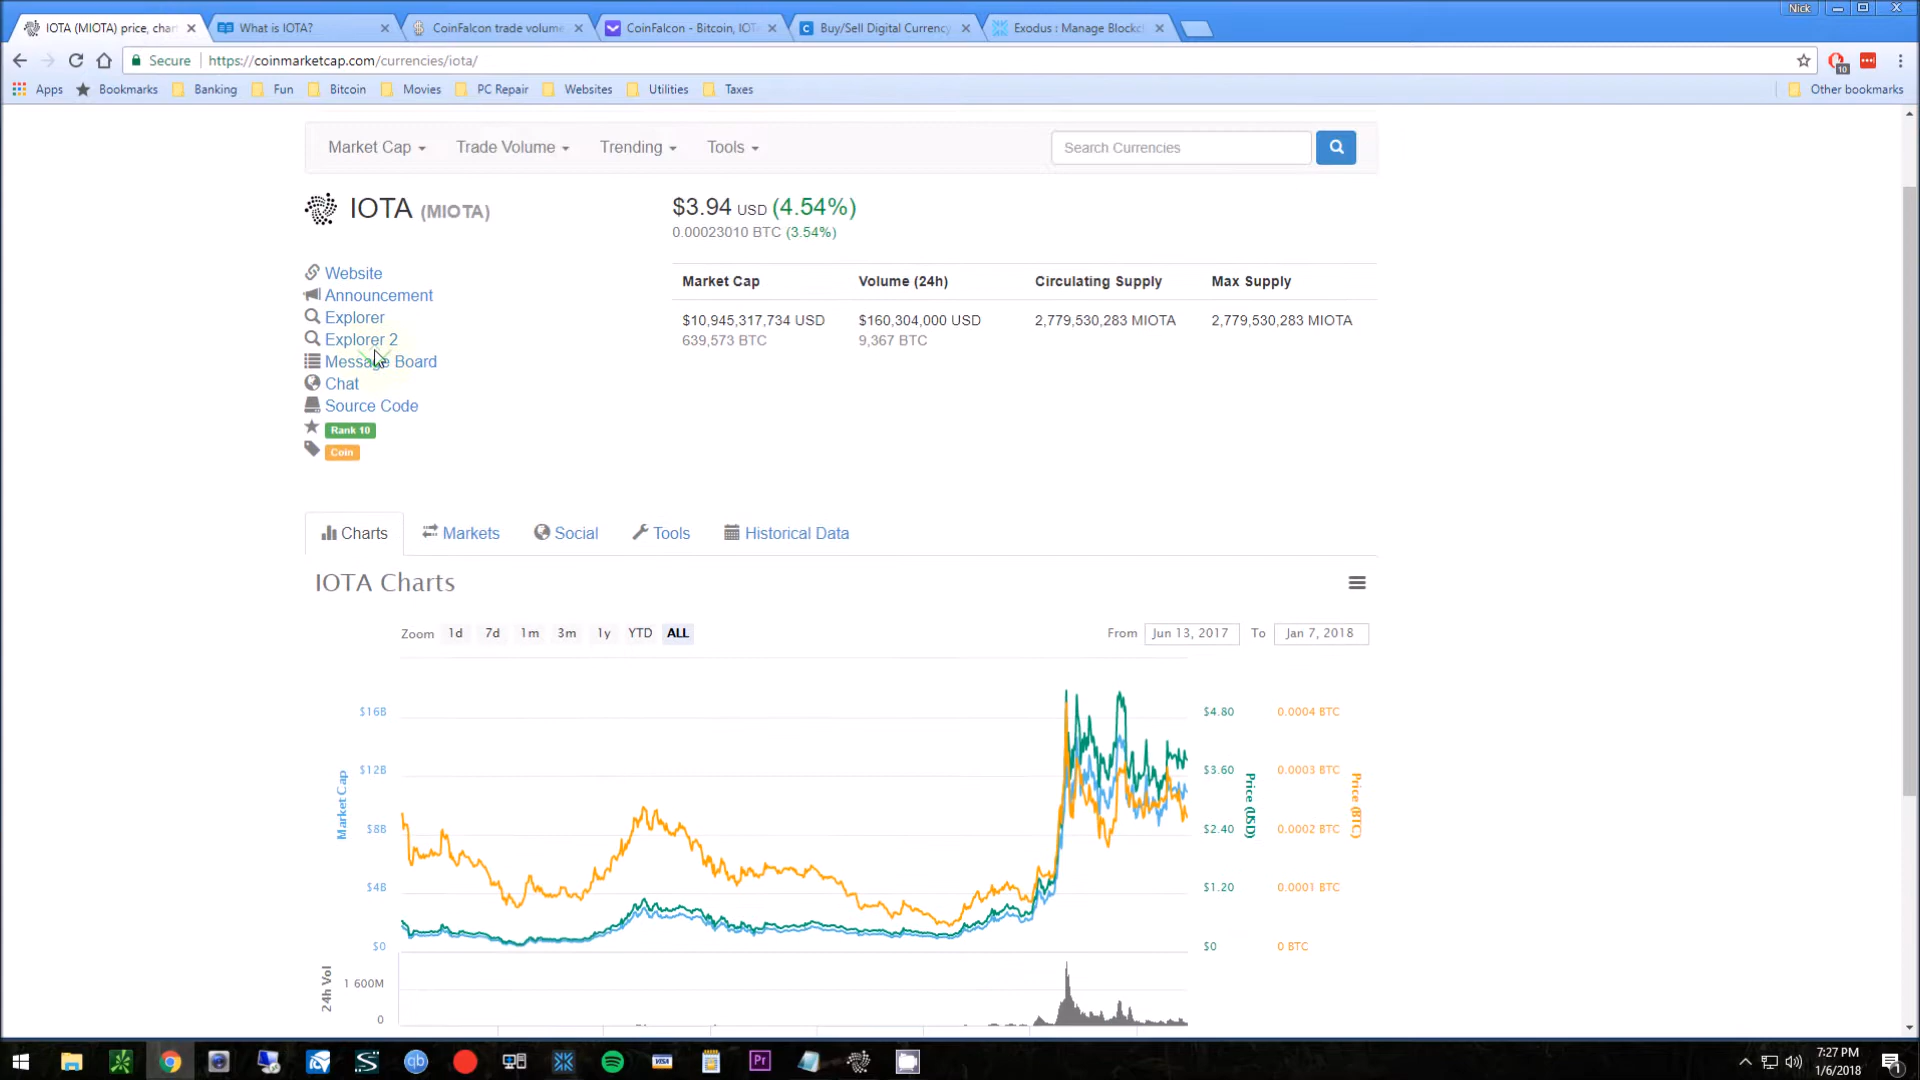 Nick
IOTA (MIOTA) price, char
What is IOTA?
CoinFalcon trade volume
CoinFalcon - Bitcoin, IOT
Buy/Sell Digital Currency
Exodus : Manage Blockc
Secure https://coinmarketcap.com/currencies/iota/
10
Apps Bookmarks Banking Fun Bitcoin Movies PC Repair Websites Utilities Taxes Other bookmarks
Market Cap Trade Volume Trending Tools Search Currencies
IOTA (MIOTA)
$3.94 USD (4.54%)
0.00023010 BTC (3.54%)
Website
Announcement
Explorer
Explorer 2
Message Board
Chat
Source Code
Rank 10
Coin
Market Cap Volume (24h) Circulating Supply Max Supply
$10,945,317,734 USD $160,304,000 USD 2,779,530,283 MIOTA 2,779,530,283 MIOTA
639,573 BTC 9,367 BTC
Charts Markets Social Tools Historical Data
IOTA Charts
Zoom 1d 7d 1m 3m 1y YTD ALL From Jun 13, 2017 To Jan 7, 2018
$16B $4.80 0.0004 BTC
$12B $3.60 0.0003 BTC
Market Cap Price (USD) Price (BTC)
$8B $2.40 0.0002 BTC
$4B $1.20 0.0001 BTC
$0 $0 0 BTC
24h Vol
1 600M
0
qb
VISA
Pr
7:27 PM
1/6/2018
1